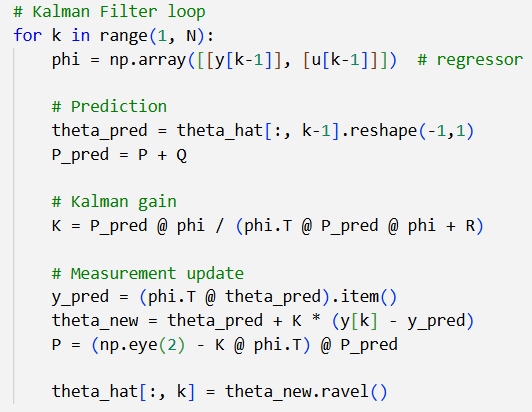 # Kalman Filter loop
for k in range(1, N):
    phi = np.array([[y[k-1]], [u[k-1]]])  # regressor

    # Prediction
    theta_pred = theta_hat[:, k-1].reshape(-1,1)
    P_pred = P + Q

    # Kalman gain
    K = P_pred @ phi / (phi.T @ P_pred @ phi + R)

    # Measurement update
    y_pred = (phi.T @ theta_pred).item()
    theta_new = theta_pred + K * (y[k] - y_pred)
    P = (np.eye(2) - K @ phi.T) @ P_pred

    theta_hat[:, k] = theta_new.ravel()